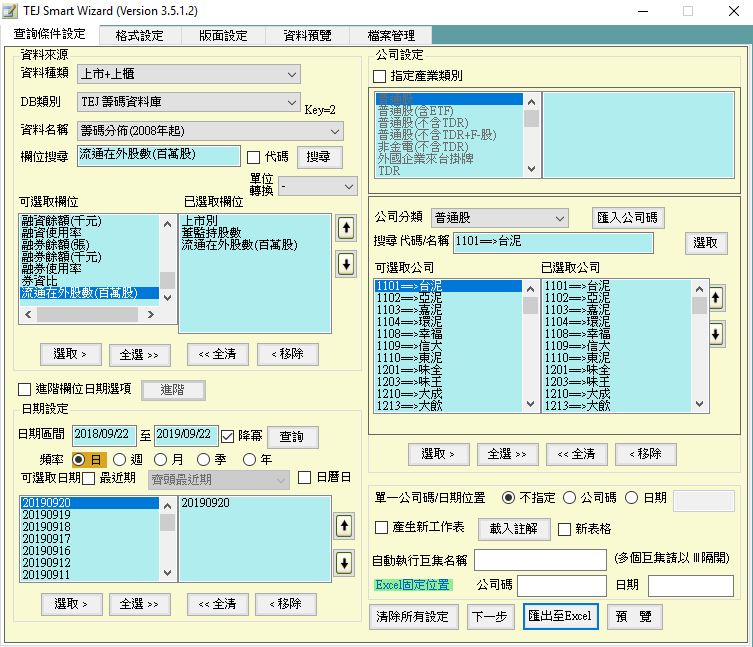 TEJ Smart Wizard (Version 3.5.1.2)
查詢條件設定 格式設定 版面設定 資料預覽 檔案管理
資料來源
資料種類 上市+上櫃
DB類別 TEJ 籌碼資料庫
Key=2
資料名稱 籌碼分佈(2008年起)
欄位搜尋 流通在外股數(百萬股) 代碼 搜尋
單位轉換 -
可選取欄位
融資餘額(千元)
融資使用率
融券餘額(張)
融券餘額(千元)
融券使用率
券資比
流通在外股數(百萬股)
已選取欄位
上市別
董監持股數
流通在外股數(百萬股)
選取 > 全選 >> << 全清 < 移除
進階欄位日期選項 進階
日期設定
日期區間 2018/09/22 至 2019/09/22 降冪 查詢
頻率 日 週 月 季 年
可選取日期 最近期 齊頭最近期 日曆日
20190920
20190919
20190918
20190917
20190916
20190912
20190911
20190920
選取 > 全選 >> << 全清 < 移除
公司設定
指定產業類別
普通股
普通股(含ETF)
普通股(不含TDR)
普通股(不含TDR+F-股)
非金電(不含TDR)
外國企業來台掛牌
TDR
公司分類 普通股 匯入公司碼
搜尋 代碼/名稱 1101==>台泥 選取
可選取公司
1101==>台泥
1102==>亞泥
1103==>嘉泥
1104==>環泥
1108==>幸福
1109==>信大
1110==>東泥
1201==>味全
1203==>味王
1210==>大成
1213==>大飲
已選取公司
1101==>台泥
1102==>亞泥
1103==>嘉泥
1104==>環泥
1108==>幸福
1109==>信大
1110==>東泥
1201==>味全
1203==>味王
1210==>大成
1213==>大飲
選取 > 全選 >> << 全清 < 移除
單一公司碼/日期位置 不指定 公司碼 日期
產生新工作表 載入註解 新表格
自動執行巨集名稱 (多個巨集請以 ||| 隔開)
Excel固定位置 公司碼 日期
清除所有設定 下一步 匯出至Excel 預 覽